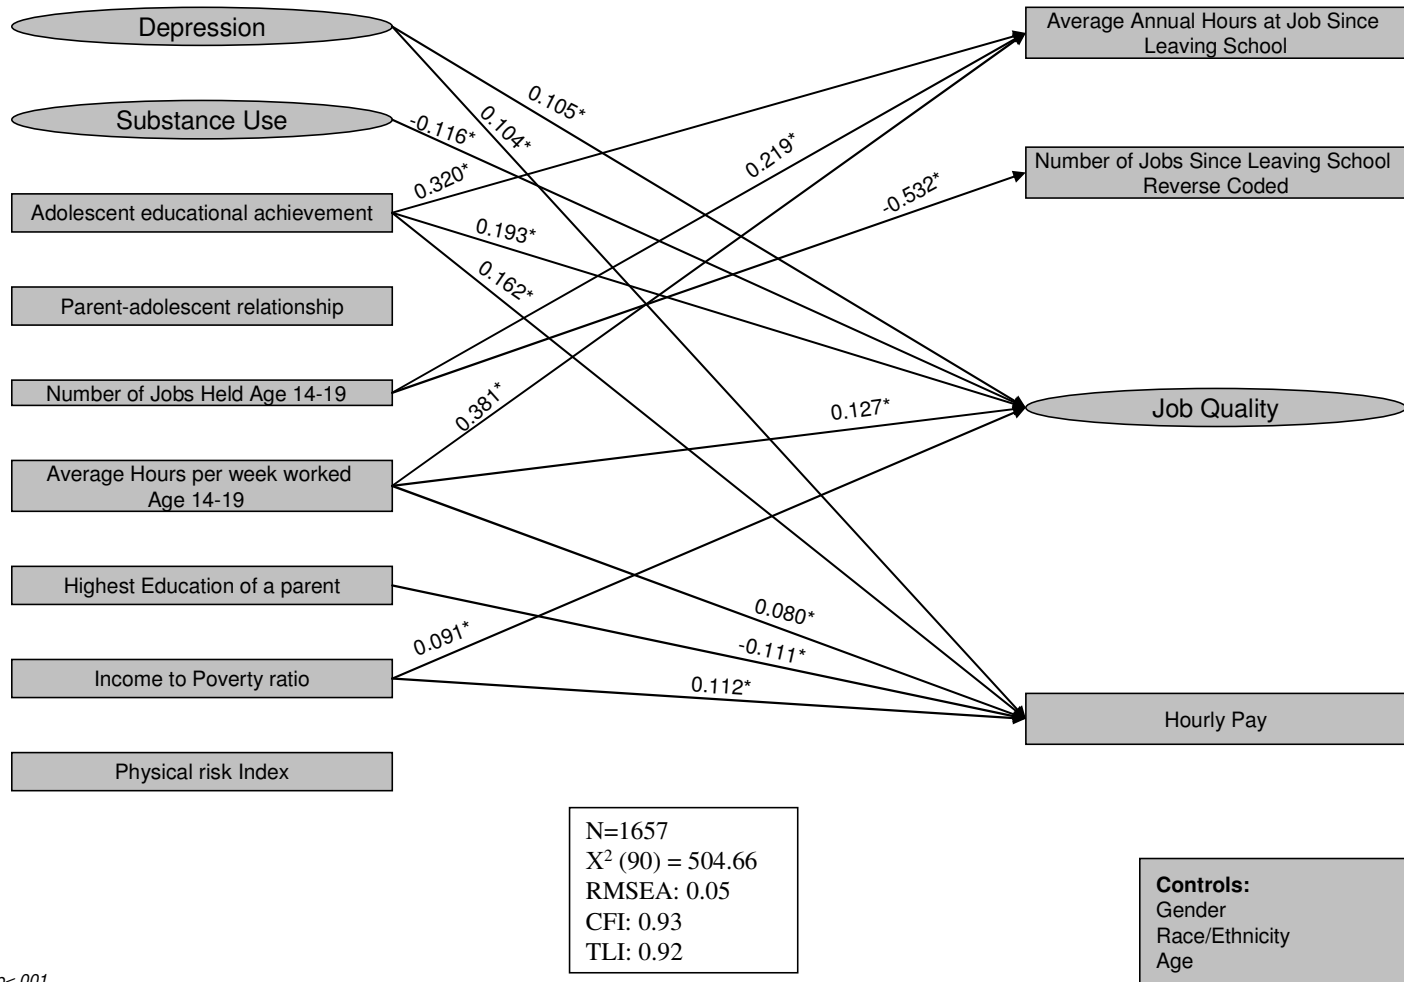 Depression
Substance Use
Adolescent educational achievement
Parent-adolescent relationship
Number of Jobs Held Age 14-19
Average Hours per week worked
Age 14-19
Highest Education of a parent
Income to Poverty ratio
Physical risk Index
0.105*
0.104*
-0.116*
0.320*
0.193*
0.162*
0.219*
-0.532*
0.381*
0.127*
0.080*
-0.111*
0.091*
0.112*
Average Annual Hours at Job Since
Leaving School
Number of Jobs Since Leaving School
Reverse Coded
Job Quality
Hourly Pay
N=1657
X² (90) = 504.66
RMSEA: 0.05
CFI: 0.93
TLI: 0.92
Controls:
Gender
Race/Ethnicity
Age
p<.001